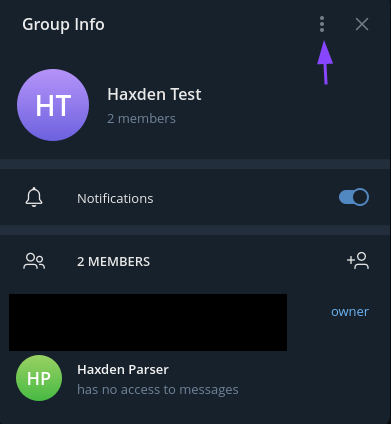 Group Info
HT
Haxden Test
2 members
Notifications
2 MEMBERS
owner
HP
Haxden Parser
has no access to messages